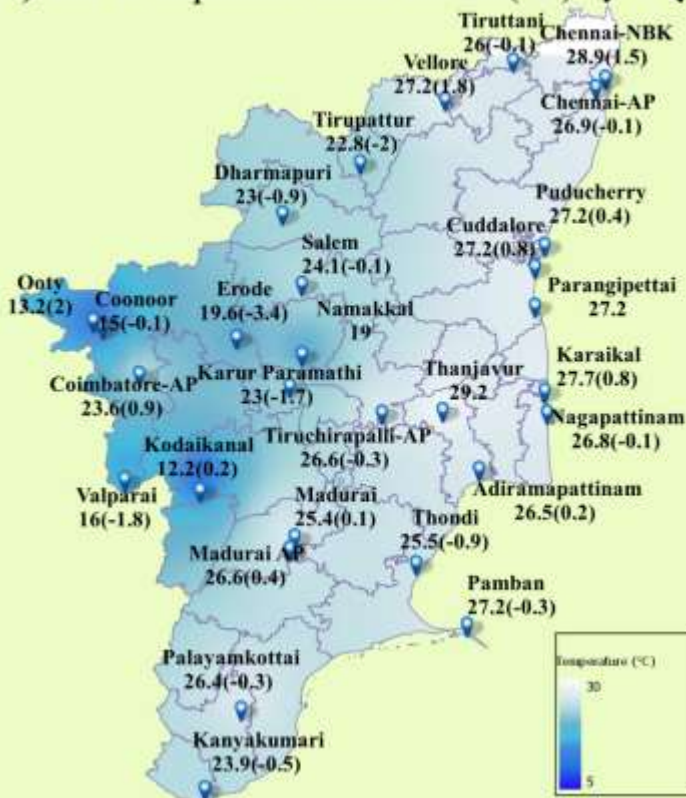 Tiruttani
26(-0.1)
Chennai-NBK
28.9(1.5)
Vellore
27.2(1.8)
Chennai-AP
26.9(-0.1)
Tirupattur
22.8(-2)
Dharmapuri
23(-0.9)
Puducherry
27.2(0.4)
Cuddalore
27.2(0.8)
Salem
24.1(-0.1)
Parangipettai
27.2
Ooty
13.2(2)
Coonoor
15(-0.1)
Erode
19.6(-3.4)
Namakkal
19
Karaikal
27.7(0.8)
Coimbatore-AP
23.6(0.9)
Karur Paramathi
23(-1.7)
Thanjavur
29.2
Nagapattinam
26.8(-0.1)
Tiruchirapalli-AP
26.6(-0.3)
Kodaikanal
12.2(0.2)
Valparai
16(-1.8)
Adiramapattinam
26.5(0.2)
Madurai
25.4(0.1)
Thondi
25.5(-0.9)
Madurai AP
26.6(0.4)
Pamban
27.2(-0.3)
Palayamkottai
26.4(-0.3)
Kanyakumari
23.9(-0.5)
Temperature (°C)
30
5